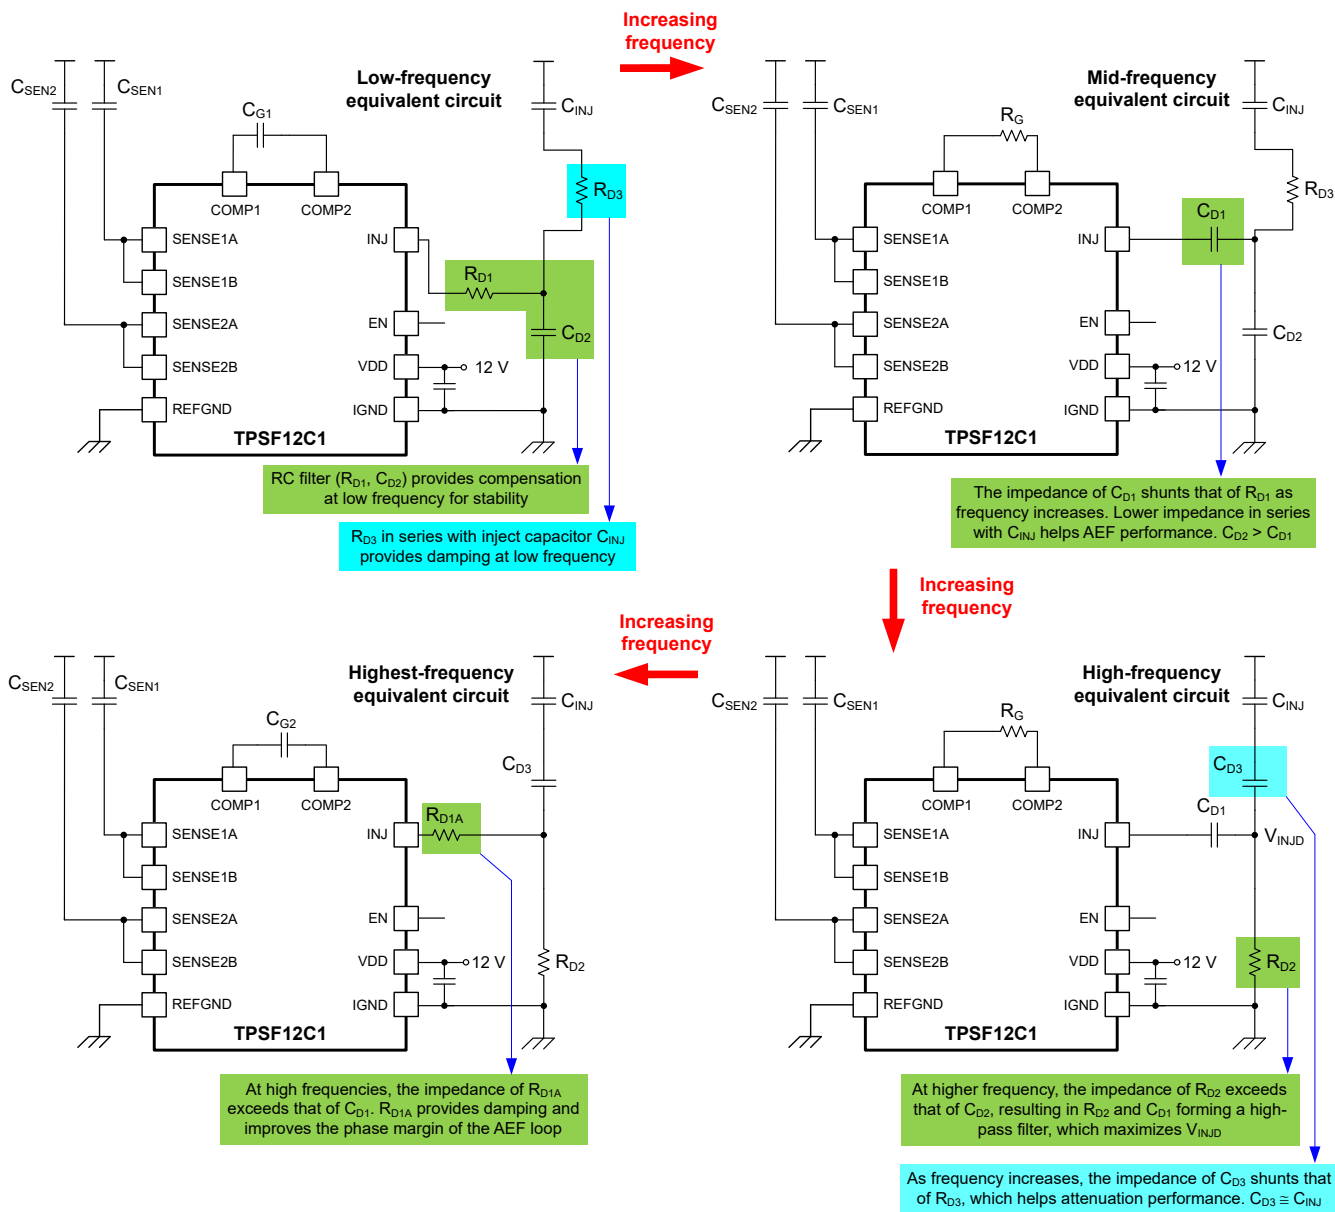 Increasing
frequency
Low-frequency
equivalent circuit
CSEN2
CSEN1
CG1
CINJ
RD3
COMP1
COMP2
SENSE1A
SENSE1B
SENSE2A
SENSE2B
REFGND
INJ
EN
VDD
IGND
RD1
CD2
12 V
TPSF12C1
RC filter (RD1, CD2) provides compensation
at low frequency for stability
RD3 in series with inject capacitor CINJ
provides damping at low frequency
Mid-frequency
equivalent circuit
CSEN2
CSEN1
RG
CINJ
RD3
COMP1
COMP2
SENSE1A
SENSE1B
SENSE2A
SENSE2B
REFGND
INJ
EN
VDD
IGND
CD1
CD2
12 V
TPSF12C1
The impedance of CD1 shunts that of RD1 as
frequency increases. Lower impedance in series
with CINJ helps AEF performance. CD2 > CD1
Increasing
frequency
Increasing
frequency
Highest-frequency
equivalent circuit
CSEN2
CSEN1
CG2
CINJ
CD3
COMP1
COMP2
SENSE1A
SENSE1B
SENSE2A
SENSE2B
REFGND
INJ
EN
VDD
IGND
RD1A
RD2
12 V
TPSF12C1
At high frequencies, the impedance of RD1A
exceeds that of CD1. RD1A provides damping and
improves the phase margin of the AEF loop
High-frequency
equivalent circuit
CSEN2
CSEN1
RG
CINJ
CD3
COMP1
COMP2
SENSE1A
SENSE1B
SENSE2A
SENSE2B
REFGND
INJ
EN
VDD
IGND
CD1
VINJD
RD2
12 V
TPSF12C1
At higher frequency, the impedance of RD2 exceeds
that of CD2, resulting in RD2 and CD1 forming a high-
pass filter, which maximizes VINJD
As frequency increases, the impedance of CD3 shunts that
of RD3, which helps attenuation performance. CD3 ≅ CINJ